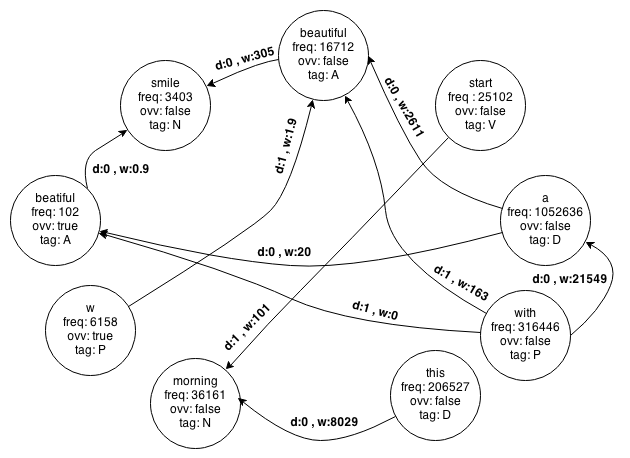 beautiful
freq: 16712
ovv: false
tag: A
d:0 , w:305
smile
freq: 3403
ovv: false
tag: N
start
freq : 25102
ovv: false
tag: V
d:0 , w:2611
d:1 , w:1.9
d:0 , w:0.9
beatiful
freq: 102
ovv: true
tag: A
a
freq: 1052636
ovv: false
tag: D
d:0 , w:20
d:1 , w:163
d:0 , w:21549
w
freq: 6158
ovv: true
tag: P
d:1 , w:101
d:1 , w:0
with
freq: 316446
ovv: false
tag: P
morning
freq: 36161
ovv: false
tag: N
this
freq: 206527
ovv: false
tag: D
d:0 , w:8029